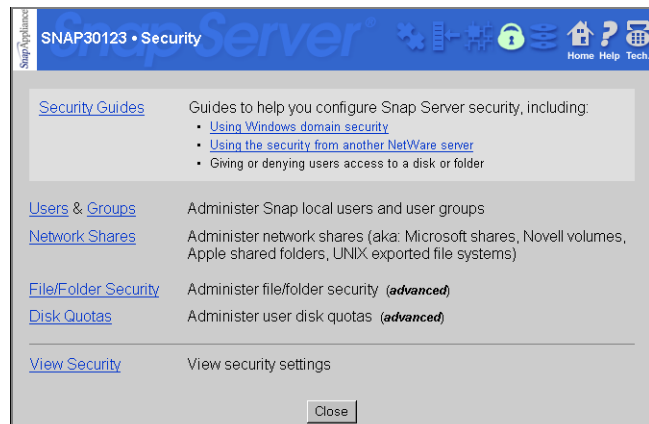 SnapAppliance
Snap Server®
SNAP30123 • Security
Home Help Tech.
Security Guides
Guides to help you configure Snap Server security, including:
• Using Windows domain security
• Using the security from another NetWare server
• Giving or denying users access to a disk or folder
Users & Groups
Administer Snap local users and user groups
Network Shares
Administer network shares (aka: Microsoft shares, Novell volumes,
Apple shared folders, UNIX exported file systems)
File/Folder Security
Administer file/folder security (advanced)
Disk Quotas
Administer user disk quotas (advanced)
View Security
View security settings
Close